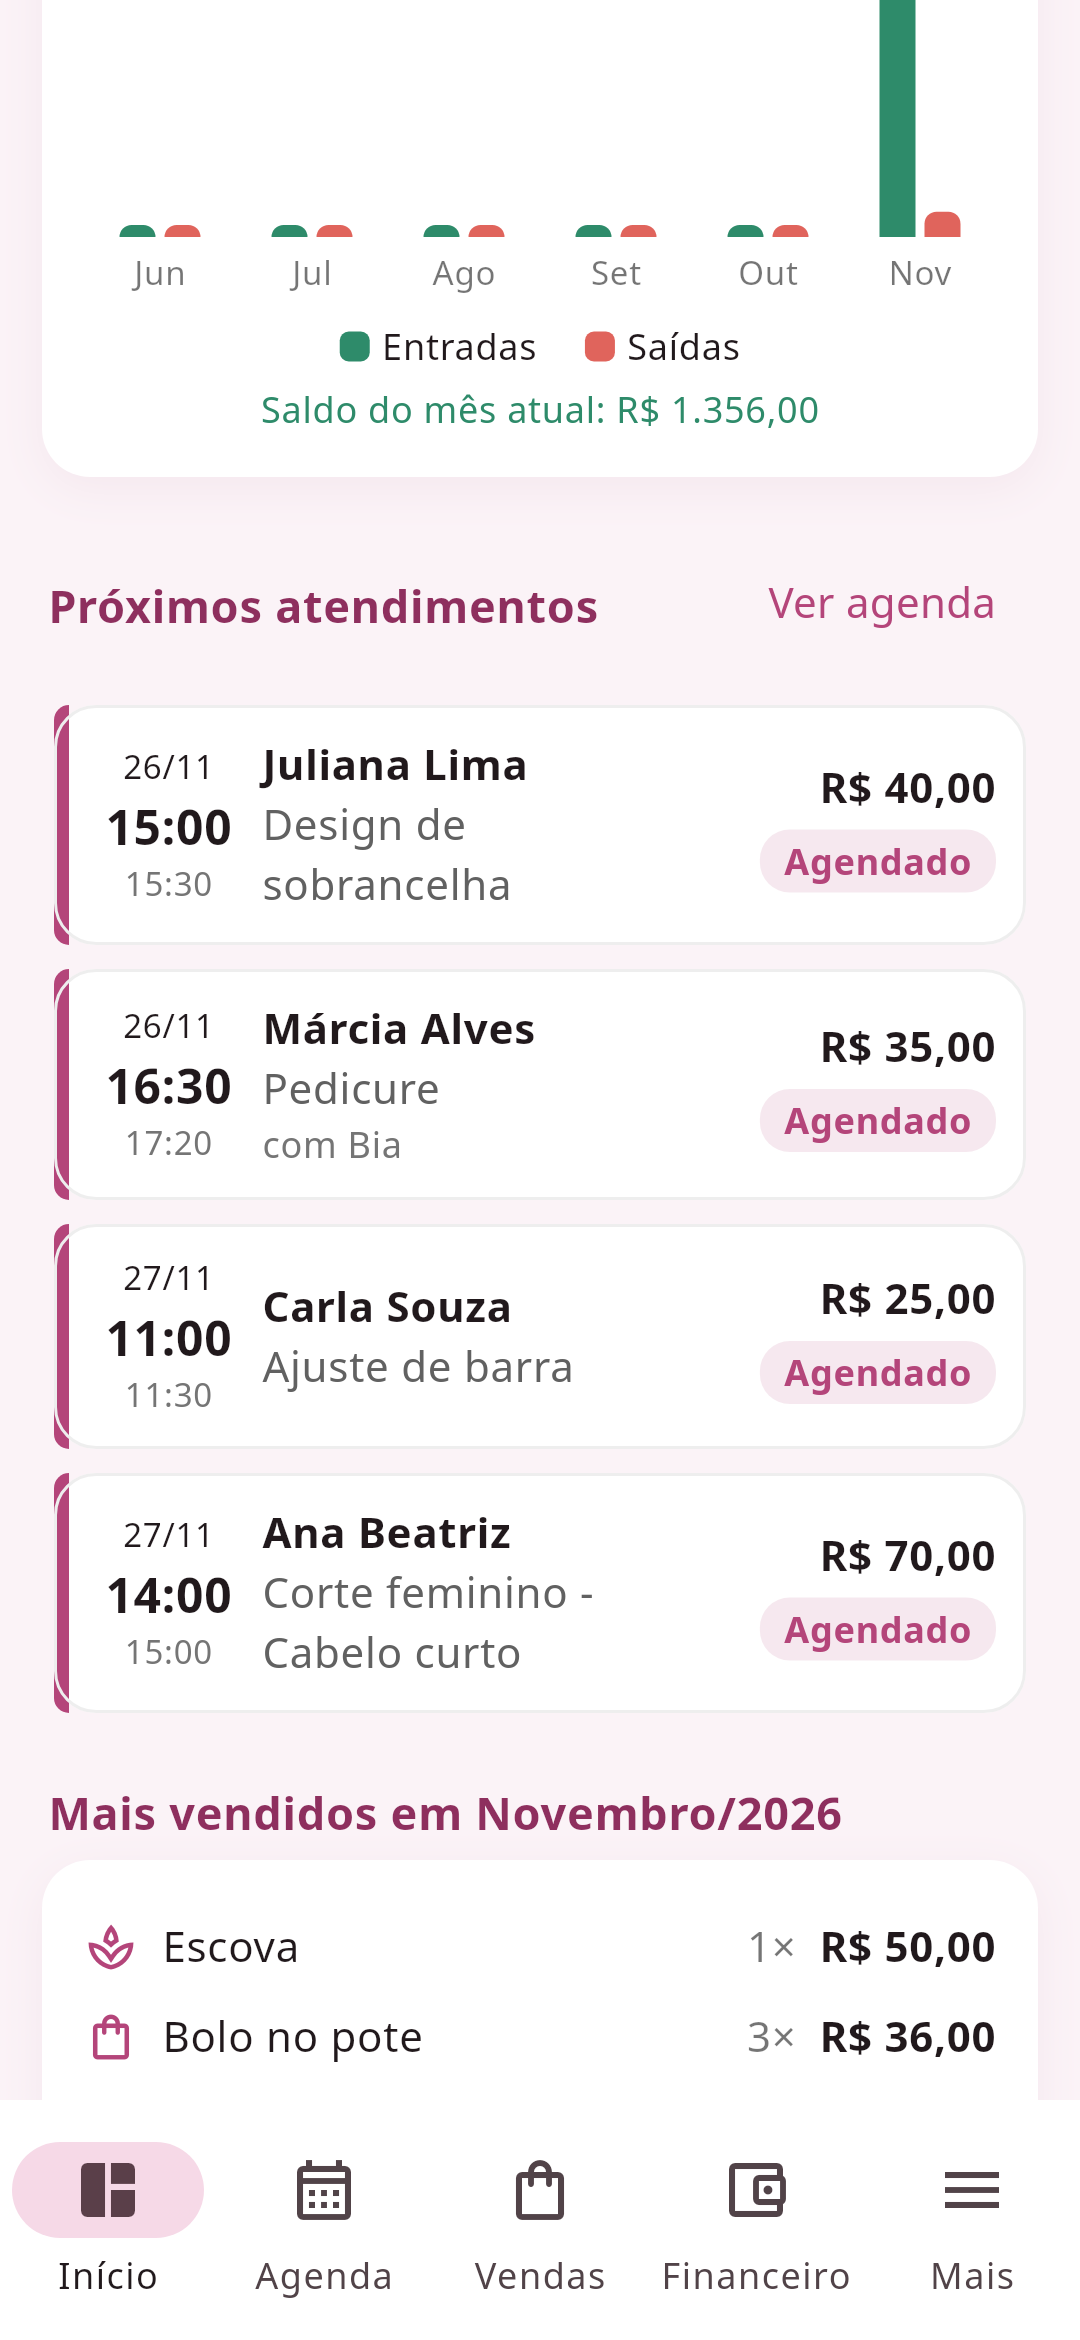 Jun Jul Ago Set Out Nov
Entradas Saídas
Saldo do mês atual: R$ 1.356,00
Próximos atendimentos Ver agenda
26/11
15:00
15:30
Juliana Lima
Design de
sobrancelha
R$ 40,00
Agendado
26/11
16:30
17:20
Márcia Alves
Pedicure
com Bia
R$ 35,00
Agendado
27/11
11:00
11:30
Carla Souza
Ajuste de barra
R$ 25,00
Agendado
27/11
14:00
15:00
Ana Beatriz
Corte feminino -
Cabelo curto
R$ 70,00
Agendado
Mais vendidos em Novembro/2026
Escova 1× R$ 50,00
Bolo no pote 3× R$ 36,00
Início Agenda Vendas Financeiro Mais